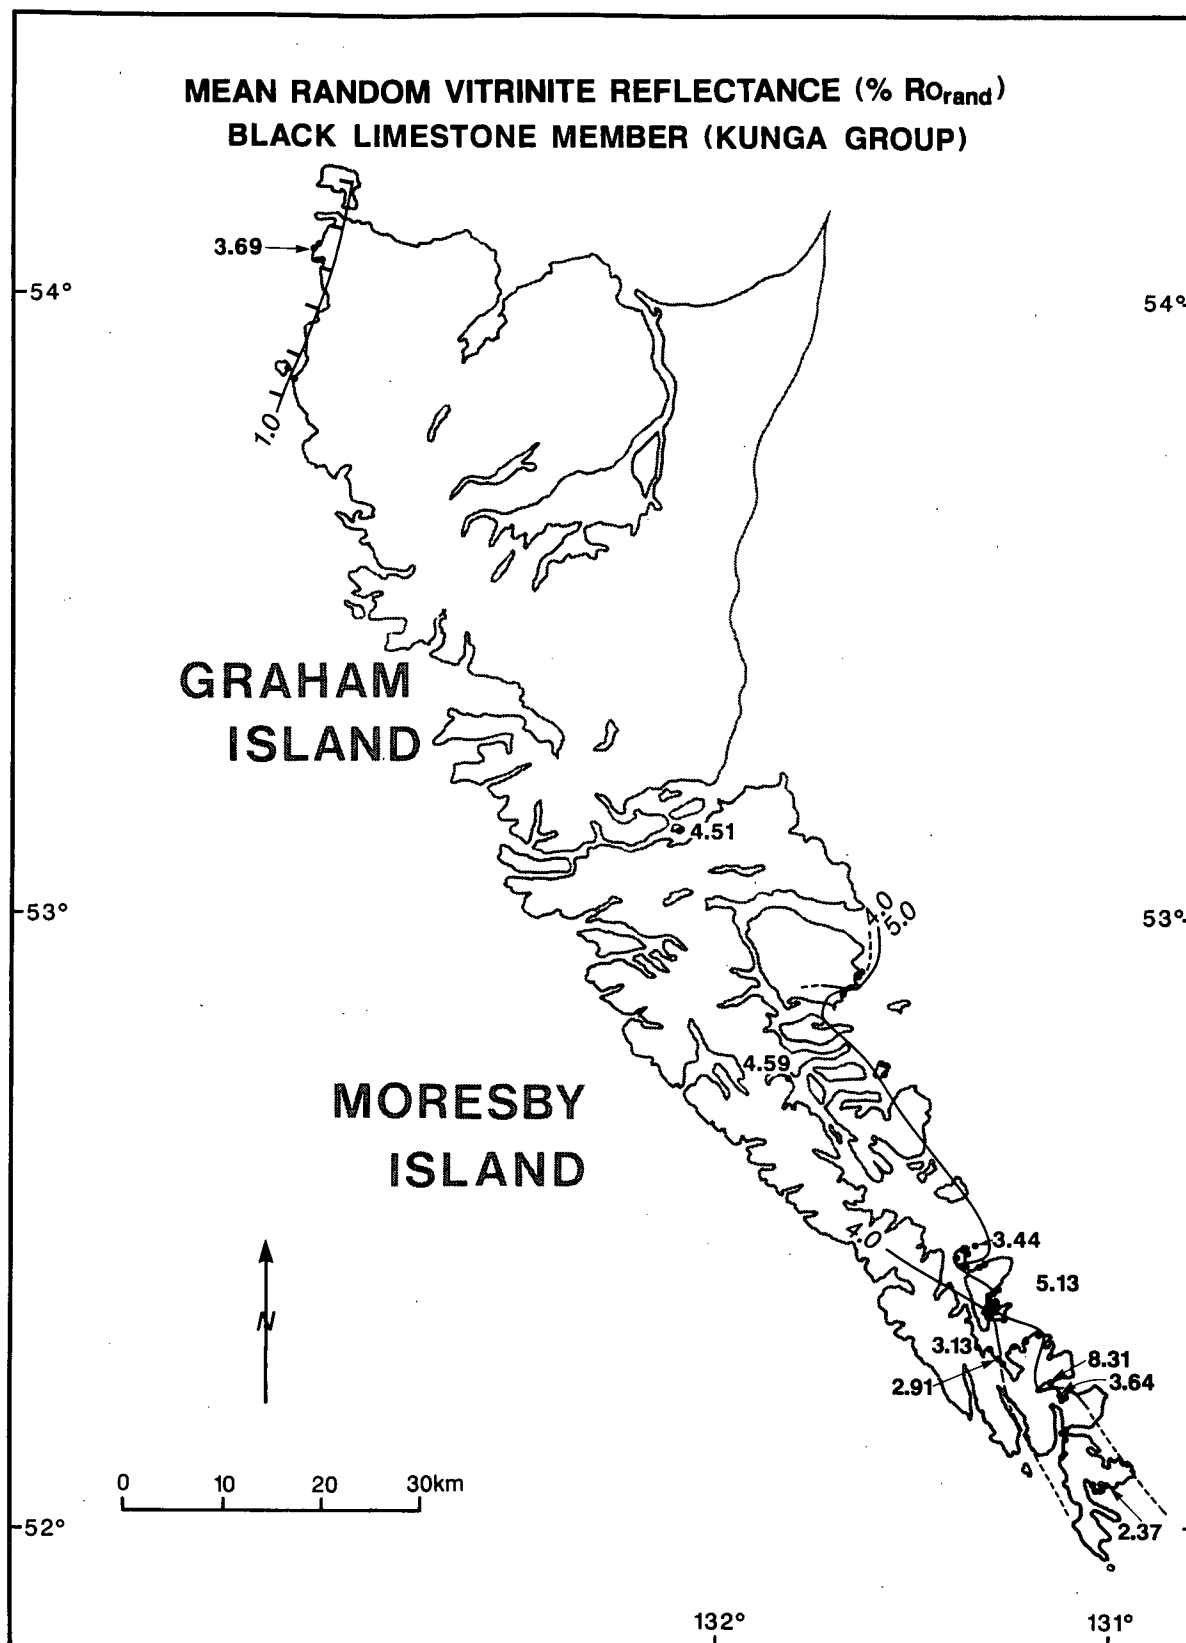 MEAN RANDOM VITRINITE REFLECTANCE (% Ro_rand)
BLACK LIMESTONE MEMBER (KUNGA GROUP)
3.69
54° 54°
1.0
GRAHAM
ISLAND
4.51
53° 4.0 53°
5.0
4.59
MORESBY
ISLAND
4.0
3.44
5.13
3.13
8.31
2.91
3.64
N
0 10 20 30km
52°
2.37
132° 131°